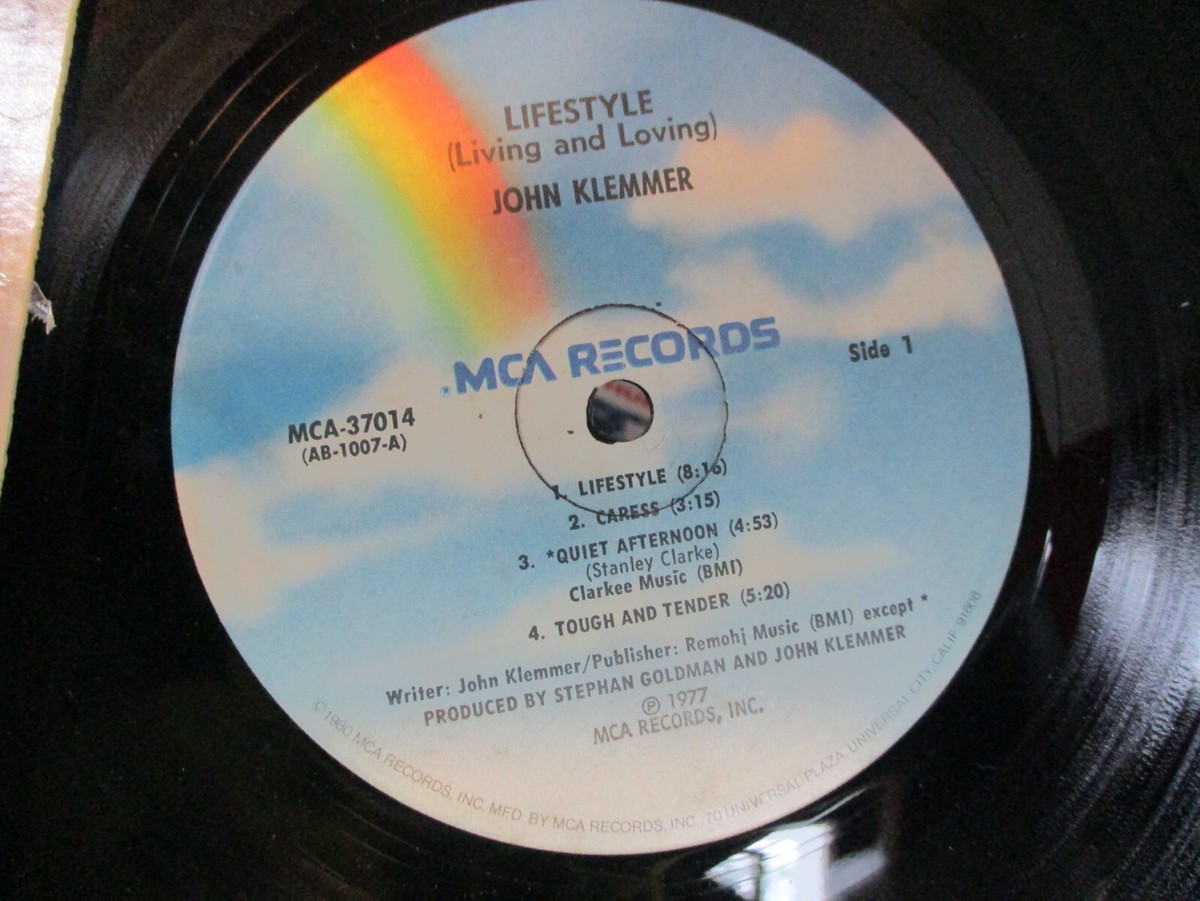 LIFESTYLE
(Living and Loving)
JOHN KLEMMER
MCA RECORDS
Side 1
MCA-37014
(AB-1007-A)
1. LIFESTYLE (8:16)
2. CARESS (3:15)
3. *QUIET AFTERNOON (4:53)
(Stanley Clarke)
Clarkee Music (BMI)
4. TOUGH AND TENDER (5:20)
Writer: John Klemmer/Publisher: Remohj Music (BMI) except *
PRODUCED BY STEPHAN GOLDMAN AND JOHN KLEMMER
℗ 1977
MCA RECORDS, INC.
© 1980 MCA RECORDS, INC. MFD. BY MCA RECORDS, INC., 70 UNIVERSAL PLAZA, UNIVERSAL CITY, CALIF. 91608